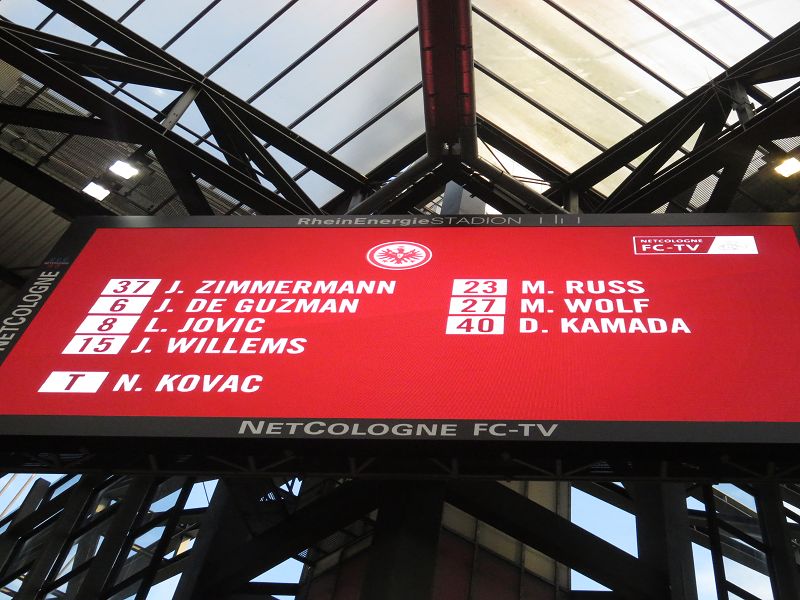 RheinEnergieSTADION
NETCOLOGNE
FC-TV
37 J. ZIMMERMANN
6 J. DE GUZMAN
8 L. JOVIC
15 J. WILLEMS
23 M. RUSS
27 M. WOLF
40 D. KAMADA
T N. KOVAC
NETCOLOGNE
NETCOLOGNE FC-TV